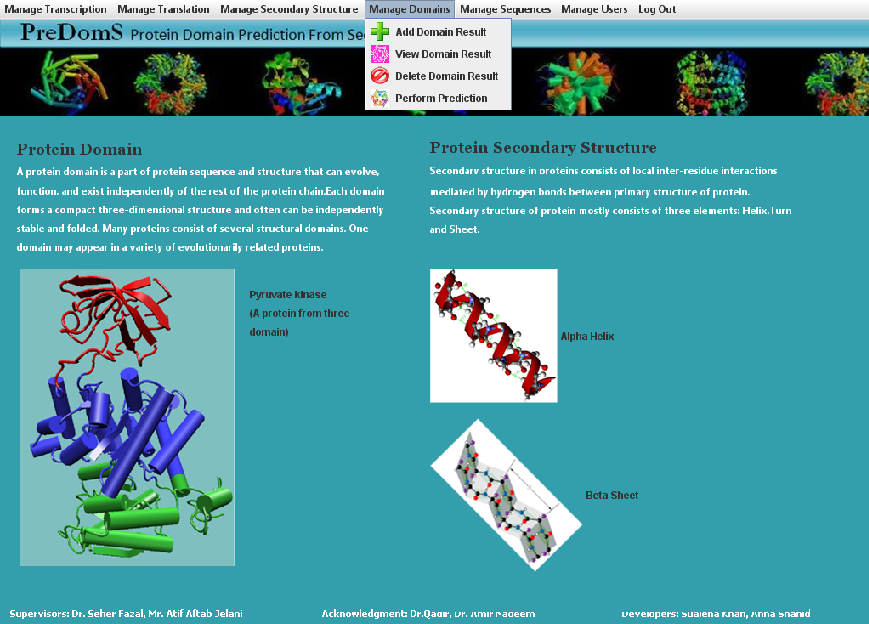 Manage Transcription Manage Translation Manage Secondary Structure Manage Domains Manage Sequences Manage Users Log Out
PreDomS Protein Domain Prediction From
Add Domain Result
View Domain Result
Delete Domain Result
Perform Prediction
Protein Domain
A protein domain is a part of protein sequence and structure that can evolve,
function, and exist independently of the rest of the protein chain.Each domain
forms a compact three-dimensional structure and often can be independently
stable and folded. Many proteins consist of several structural domains. One
domain may appear in a variety of evolutionarily related proteins.
Pyruvate kinase
(A protein from three
domain)
Protein Secondary Structure
Secondary structure in proteins consists of local inter-residue interactions
mediated by hydrogen bonds between primary structure of protein.
Secondary structure of protein mostly consists of three elements: Helix,Turn
and Sheet.
Alpha Helix
Beta Sheet
Supervisors: Dr. Seher Fazal, Mr. Atif Aftab Jelani Acknowledgment: Dr.Qadir, Dr. Amir Nadeem Developers: Khan, Anna Shahid